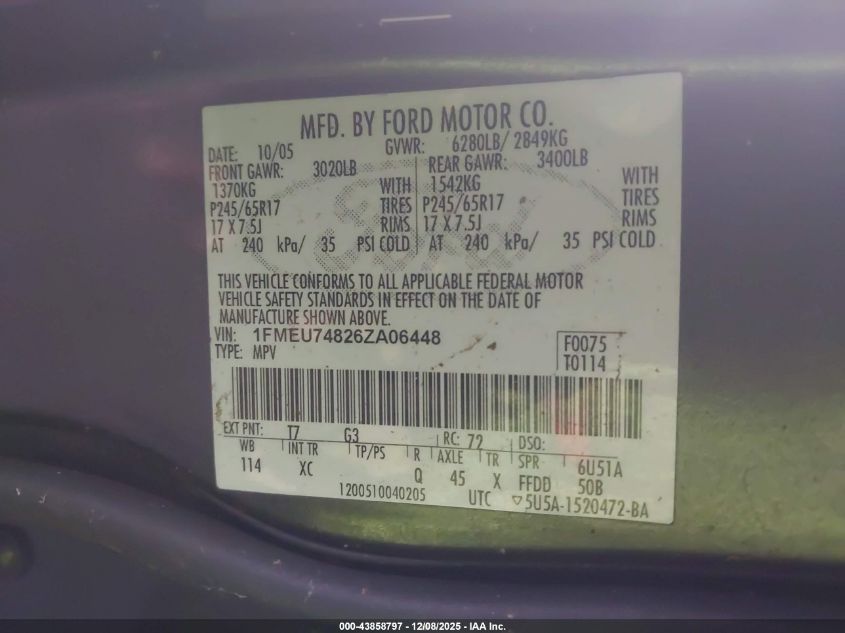 MFD. BY FORD MOTOR CO.
DATE: 10/05 GVWR: 6280LB/ 2849KG
FRONT GAWR: 3020LB REAR GAWR: 3400LB
1370KG WITH 1542KG WITH
P245/65R17 TIRES P245/65R17 TIRES
17 X 7.5J RIMS 17 X 7.5J RIMS
AT 240 kPa/ 35 PSI COLD AT 240 kPa/ 35 PSI COLD
THIS VEHICLE CONFORMS TO ALL APPLICABLE FEDERAL MOTOR
VEHICLE SAFETY STANDARDS IN EFFECT ON THE DATE OF
MANUFACTURE SHOWN ABOVE.
VIN: 1FMEU74826ZA06448 F0075
TYPE: MPV T0114
EXT PNT: T7 G3 RC: 72 DSO:
WB INT TR TP/PS R AXLE TR SPR 6U51A
114 XC Q 45 X FFDD 50B
1200510040205 UTC ▽5U5A-1520472-BA
000-43858797 - 12/08/2025 - IAA Inc.